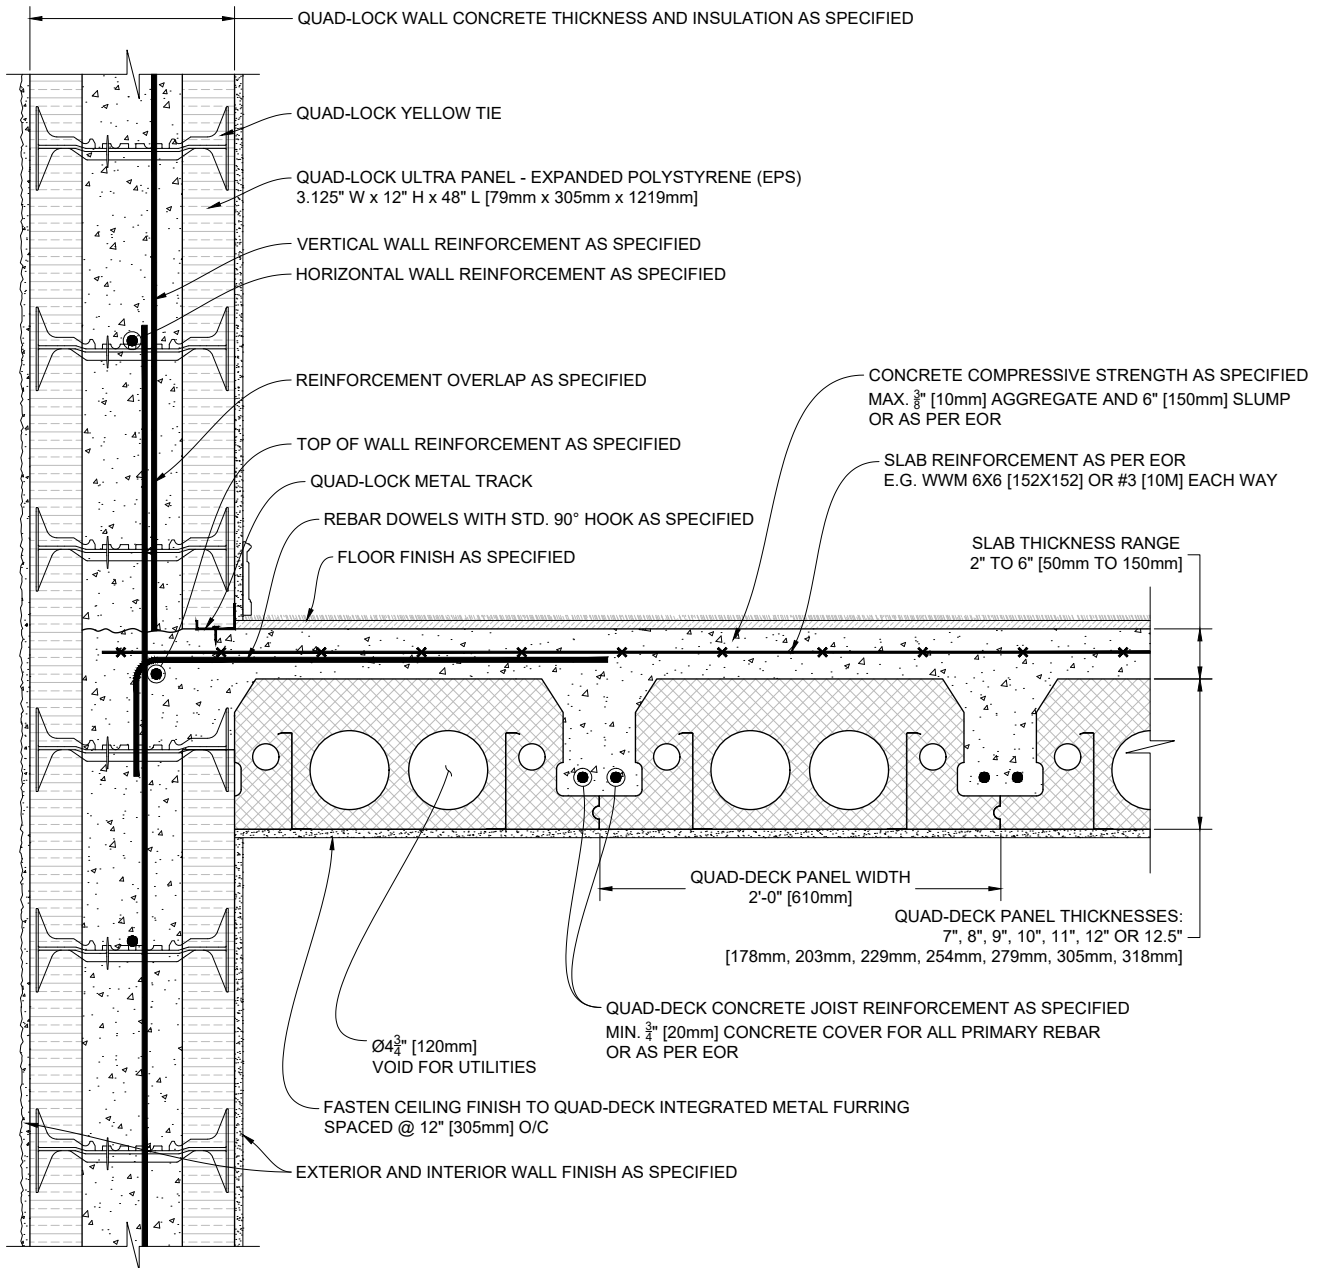 QUAD-LOCK WALL CONCRETE THICKNESS AND INSULATION AS SPECIFIED
QUAD-LOCK YELLOW TIE
QUAD-LOCK ULTRA PANEL - EXPANDED POLYSTYRENE (EPS)
3.125" W x 12" H x 48" L [79mm x 305mm x 1219mm]
VERTICAL WALL REINFORCEMENT AS SPECIFIED
HORIZONTAL WALL REINFORCEMENT AS SPECIFIED
REINFORCEMENT OVERLAP AS SPECIFIED
TOP OF WALL REINFORCEMENT AS SPECIFIED
QUAD-LOCK METAL TRACK
REBAR DOWELS WITH STD. 90° HOOK AS SPECIFIED
FLOOR FINISH AS SPECIFIED
CONCRETE COMPRESSIVE STRENGTH AS SPECIFIED
MAX. 3/8" [10mm] AGGREGATE AND 6" [150mm] SLUMP
OR AS PER EOR
SLAB REINFORCEMENT AS PER EOR
E.G. WWM 6X6 [152X152] OR #3 [10M] EACH WAY
SLAB THICKNESS RANGE
2" TO 6" [50mm TO 150mm]
QUAD-DECK PANEL WIDTH
2'-0" [610mm]
QUAD-DECK PANEL THICKNESSES:
7", 8", 9", 10", 11", 12" OR 12.5"
[178mm, 203mm, 229mm, 254mm, 279mm, 305mm, 318mm]
QUAD-DECK CONCRETE JOIST REINFORCEMENT AS SPECIFIED
MIN. 3/4" [20mm] CONCRETE COVER FOR ALL PRIMARY REBAR
OR AS PER EOR
Ø4 3/4" [120mm]
VOID FOR UTILITIES
FASTEN CEILING FINISH TO QUAD-DECK INTEGRATED METAL FURRING
SPACED @ 12" [305mm] O/C
EXTERIOR AND INTERIOR WALL FINISH AS SPECIFIED